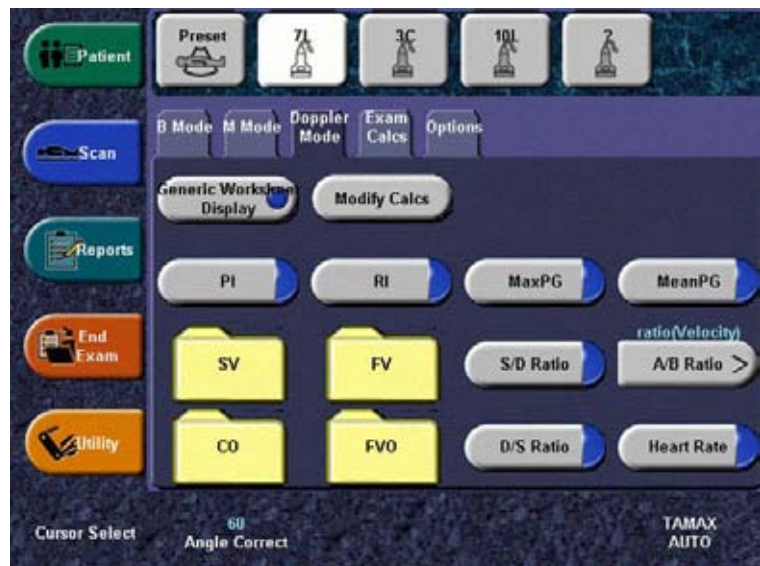 Patient
Preset
7L
3C
10L
2
B Mode
M Mode
Doppler
Mode
Exam
Calcs
Options
Scan
Generic Worksheet
Display
Modify Calcs
Reports
PI
RI
MaxPG
MeanPG
End
Exam
SV
FV
S/D Ratio
ratio(Velocity)
A/B Ratio >
Utility
CO
FVO
D/S Ratio
Heart Rate
Cursor Select
60
Angle Correct
TAMAX
AUTO